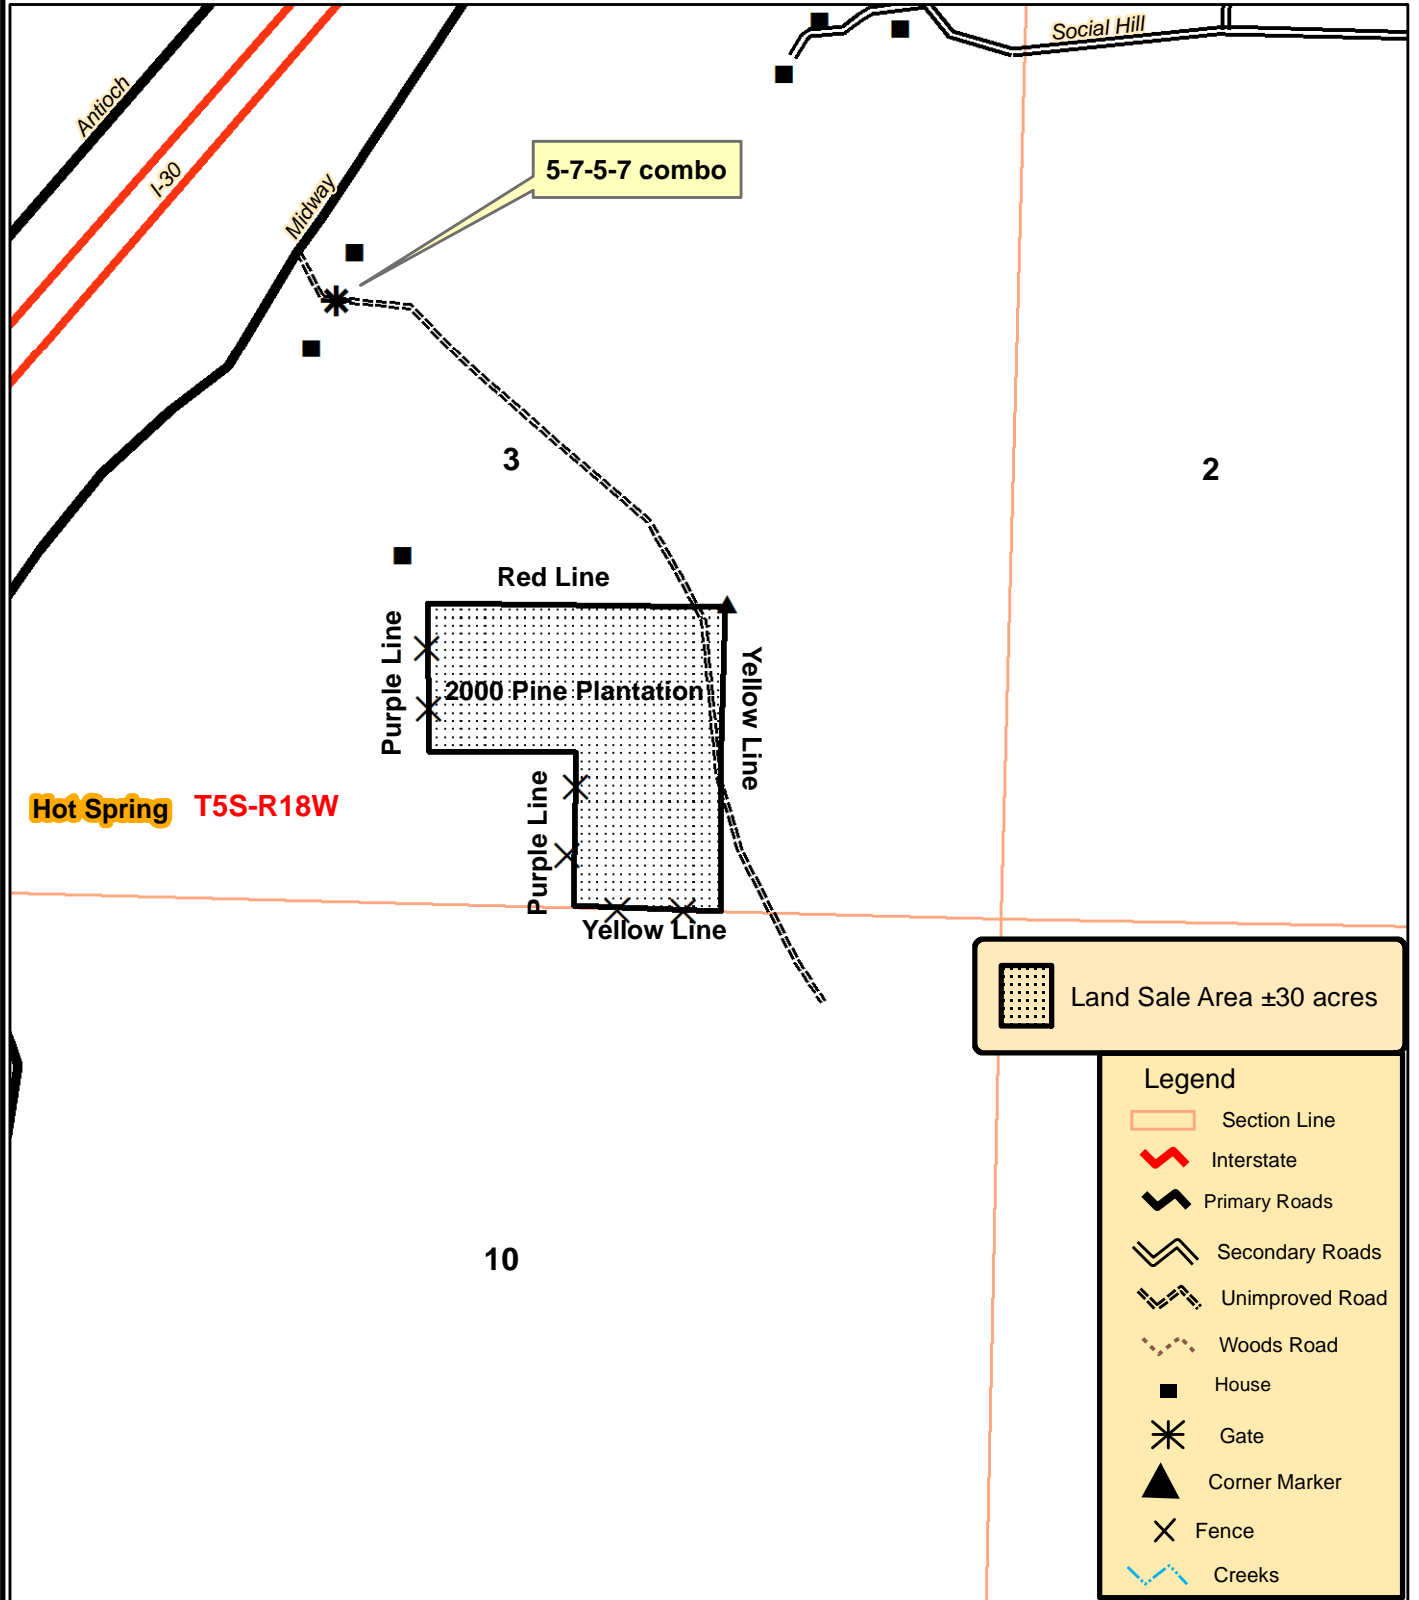 Social Hill
Antioch
I-30
Midway
5-7-5-7 combo
3
2
Red Line
Purple Line
2000 Pine Plantation
Yellow Line
Hot Spring
T5S-R18W
Purple Line
Yellow Line
Land Sale Area ±30 acres
Legend
Section Line
Interstate
Primary Roads
Secondary Roads
Unimproved Road
Woods Road
House
Gate
Corner Marker
Fence
Creeks
10